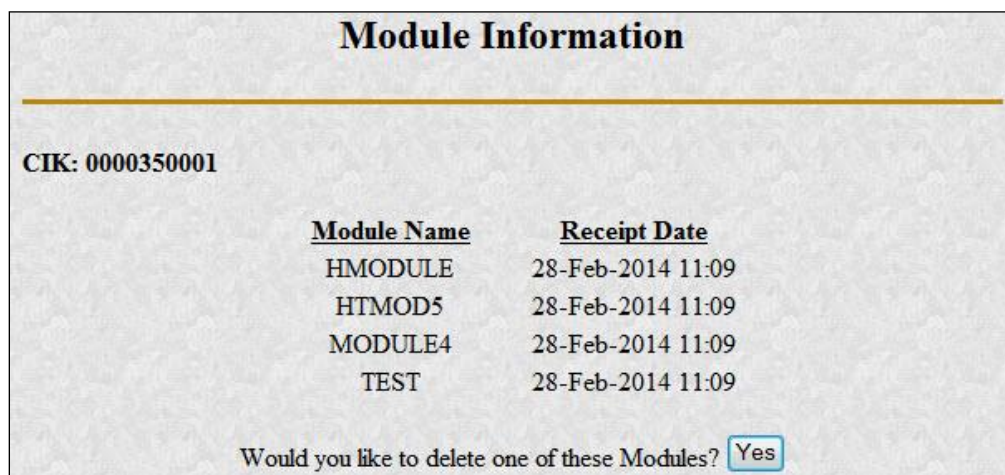 Module Information
CIK: 0000350001
Module Name Receipt Date
HMODULE 28-Feb-2014 11:09
HTMOD5 28-Feb-2014 11:09
MODULE4 28-Feb-2014 11:09
TEST 28-Feb-2014 11:09
Would you like to delete one of these Modules? Yes